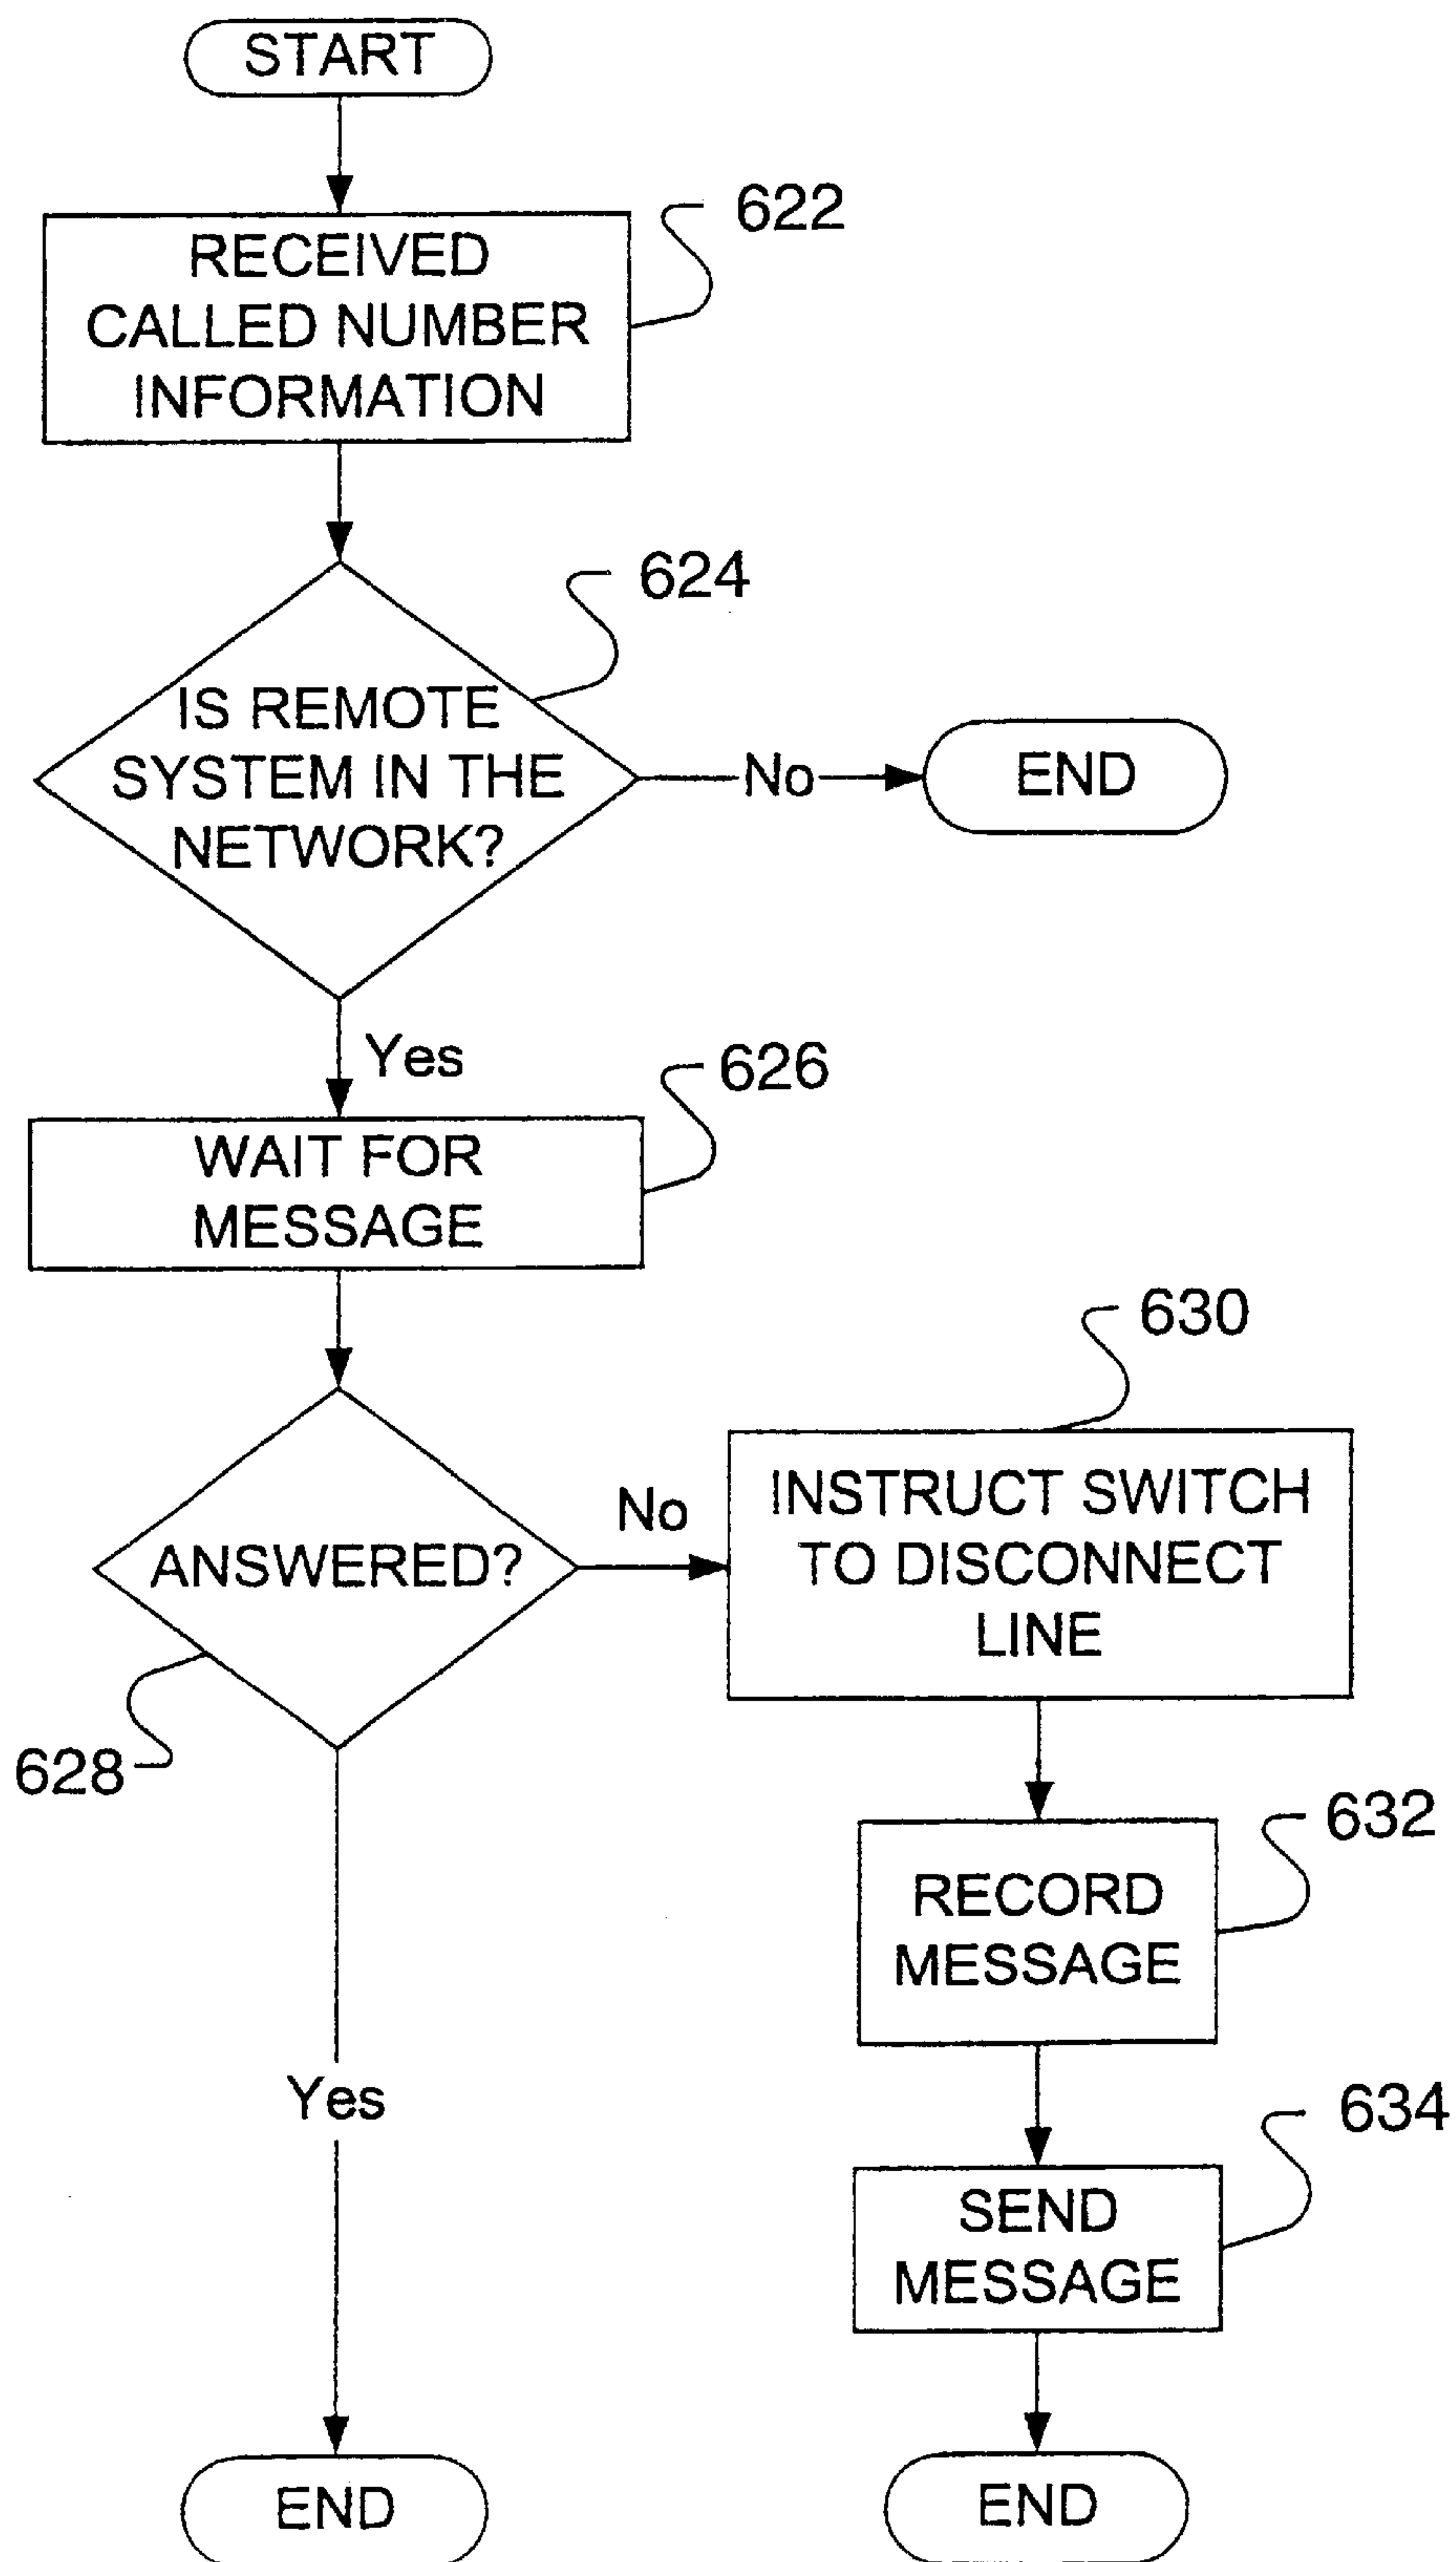 START
622
RECEIVED
CALLED NUMBER
INFORMATION
624
IS REMOTE
SYSTEM IN THE
NETWORK?
No
END
Yes
626
WAIT FOR
MESSAGE
630
ANSWERED?
No
INSTRUCT SWITCH
TO DISCONNECT
LINE
628
632
RECORD
MESSAGE
Yes
634
SEND
MESSAGE
END
END